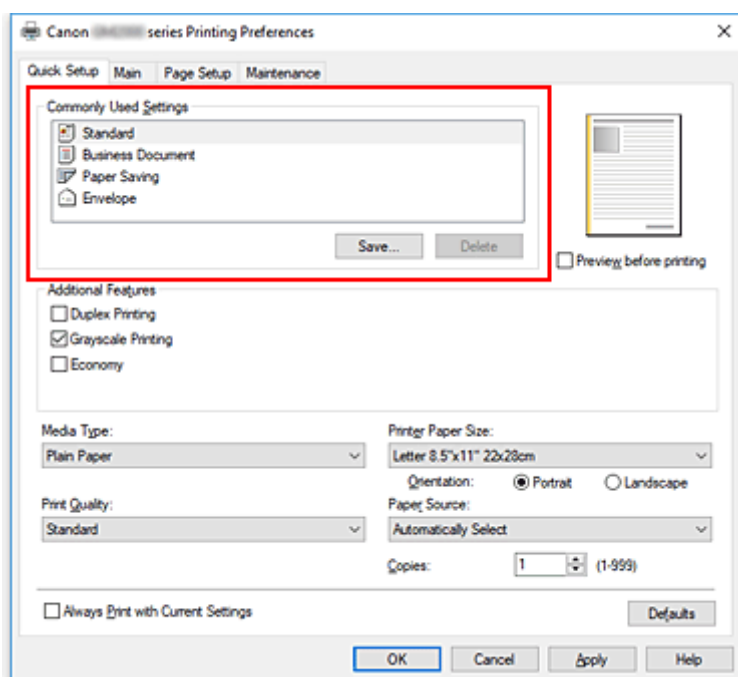 Canon series Printing Preferences
Quick Setup Main Page Setup Maintenance
Commonly Used Settings
Standard
Business Document
Paper Saving
Envelope
Save... Delete
Preview before printing
Additional Features
Duplex Printing
Grayscale Printing
Economy
Media Type: Printer Paper Size:
Plain Paper Letter 8.5"x11" 22x28cm
Orientation: Portrait Landscape
Print Quality: Paper Source:
Standard Automatically Select
Copies: 1 (1-999)
Always Print with Current Settings Defaults
OK Cancel Apply Help